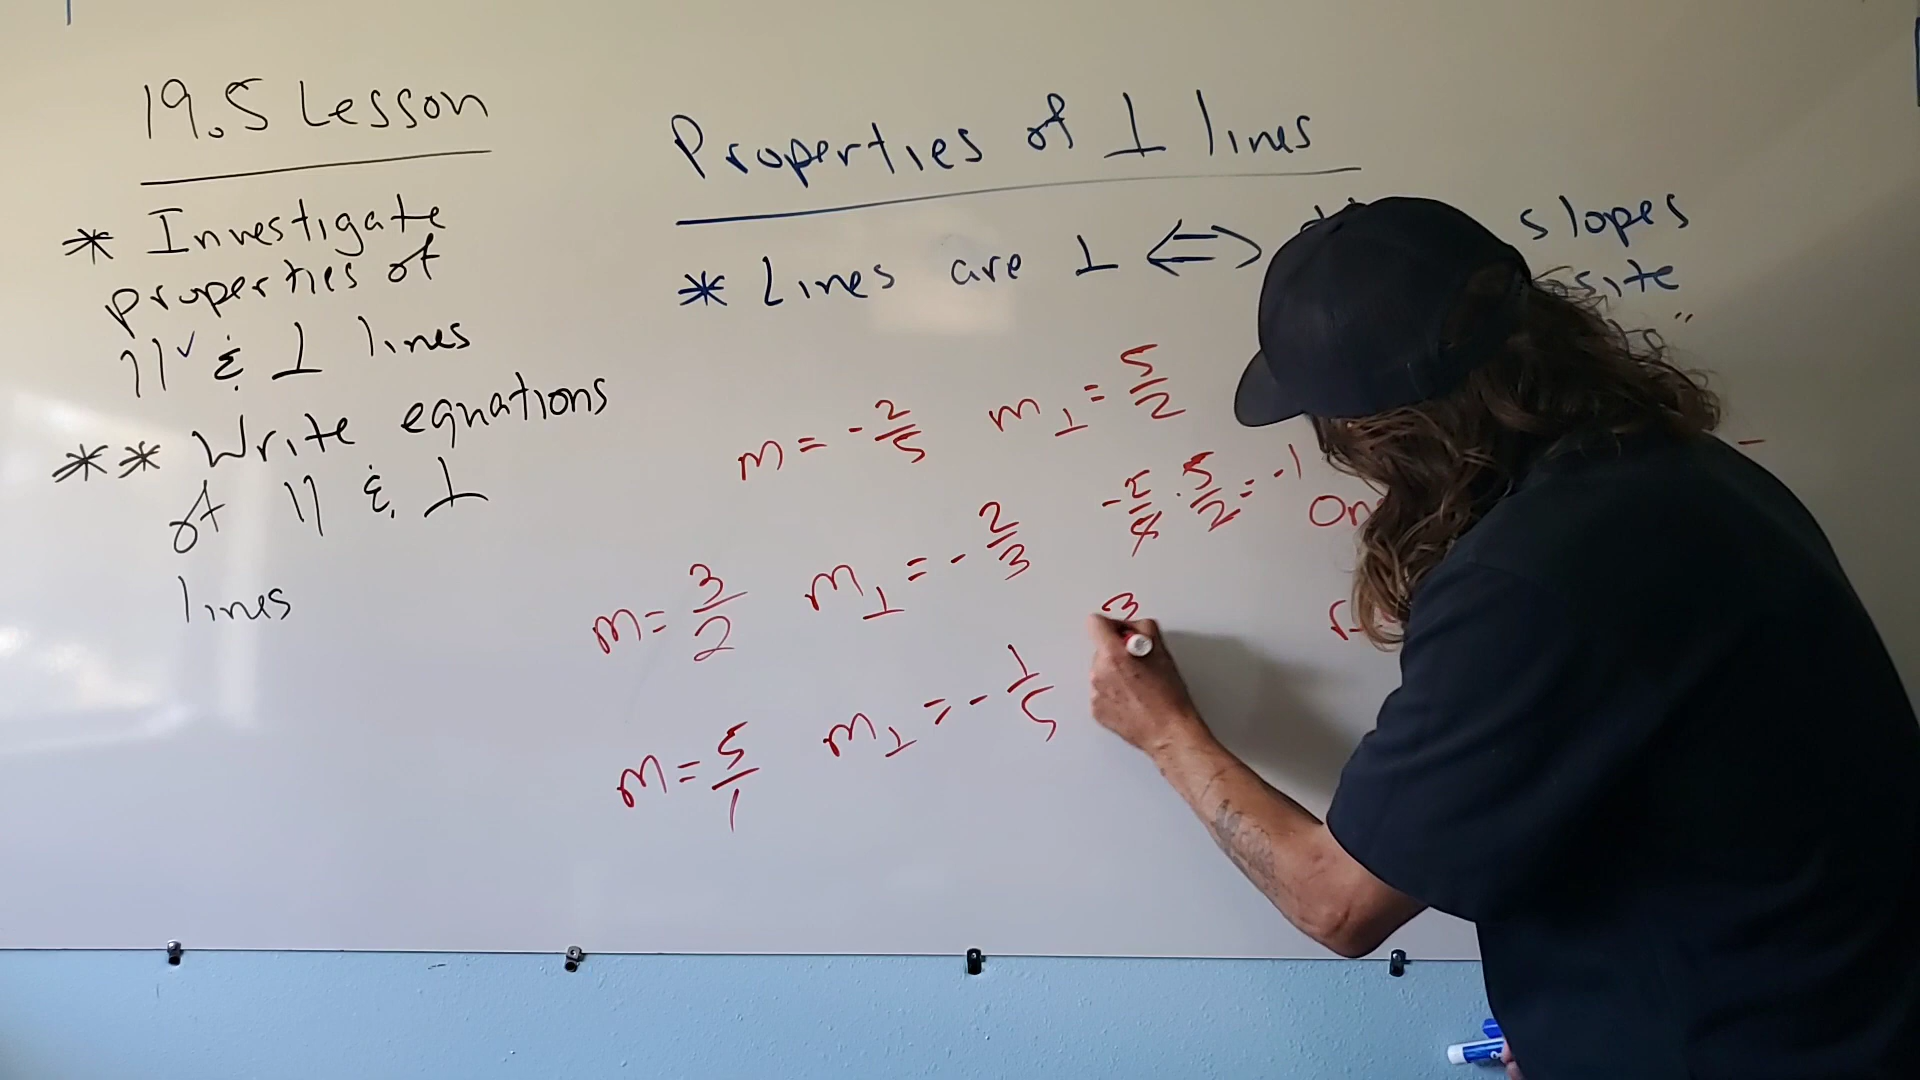 19.5 Lesson
* Investigate
properties of
|| ✓ & ⊥ lines
** Write equations
of || & ⊥
lines
Properties of ⊥ lines
* Lines are ⊥ ⟺ slopes
m = -2/5 m⊥ = 5/2
-2/5 · 5/2 = -1
m = 3/2 m⊥ = -2/3
3
m = 5/1 m⊥ = -1/5